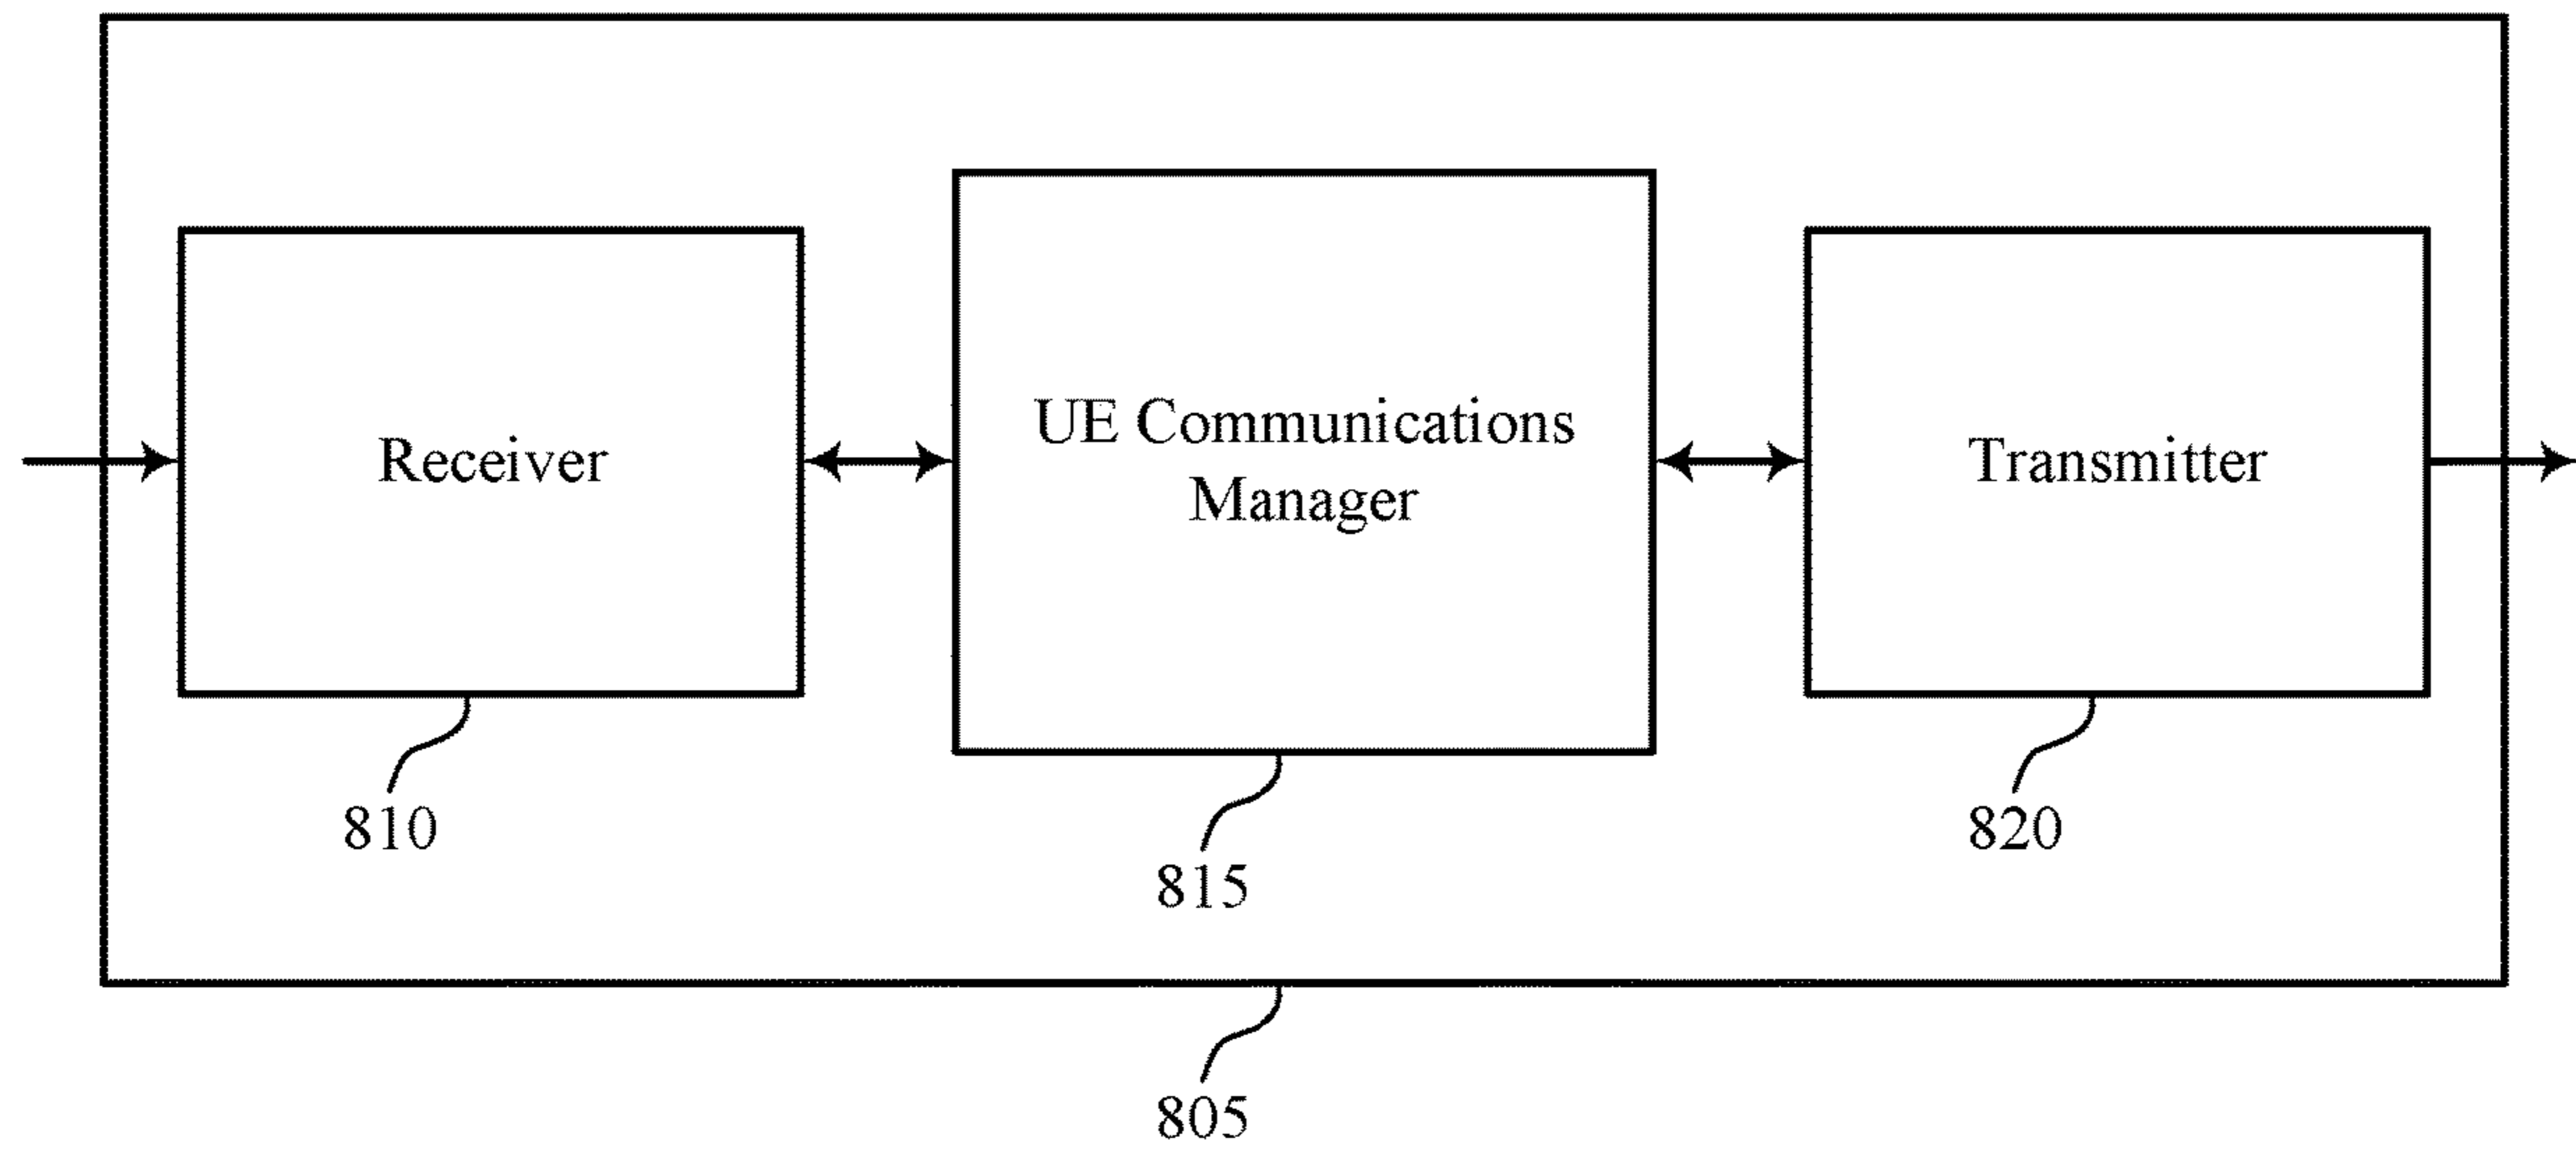 Receiver
UE Communications
Manager
Transmitter
810
815
820
805